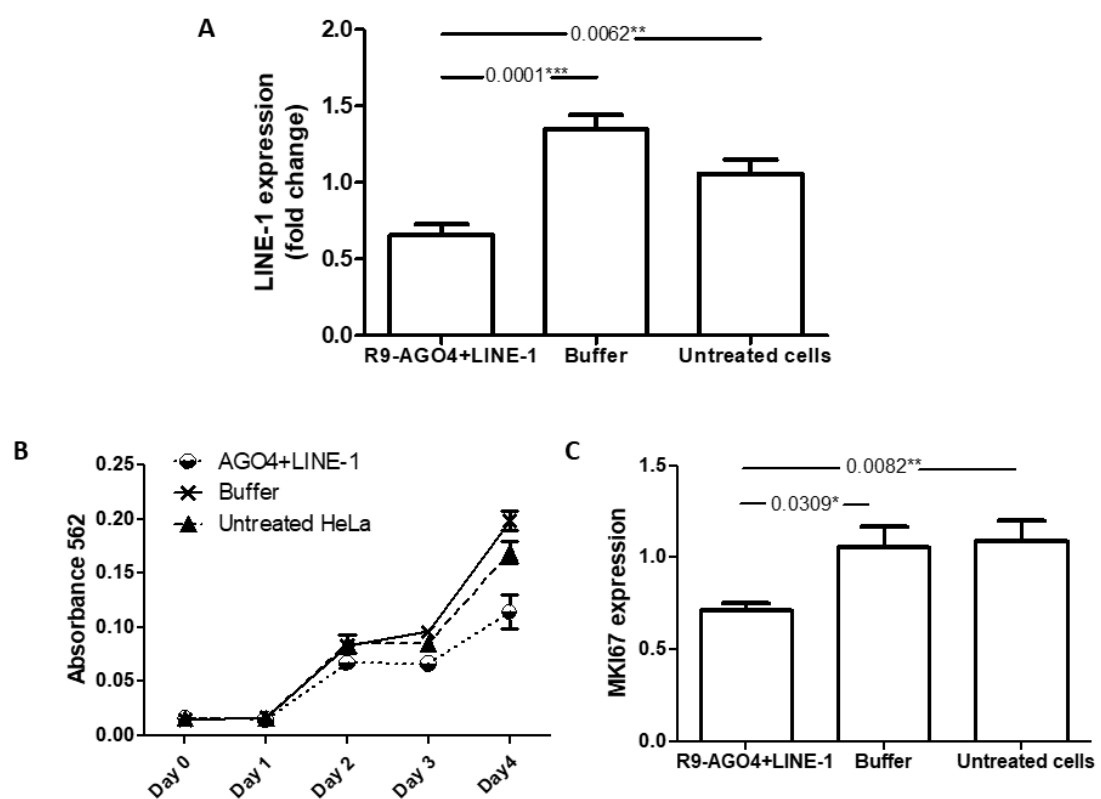 A
LINE-1 expression
(fold change)
2.0
1.5
1.0
0.5
0.0
0.0062**
0.0001***
R9-AGO4+LINE-1 Buffer Untreated cells
B
Absorbance 562
0.25
0.20
0.15
0.10
0.05
0.00
AGO4+LINE-1
Buffer
Untreated HeLa
Day 0 Day 1 Day 2 Day 3 Day4
C
MKI67 expression
1.5
1.0
0.5
0.0
0.0082**
0.0309*
R9-AGO4+LINE-1 Buffer Untreated cells